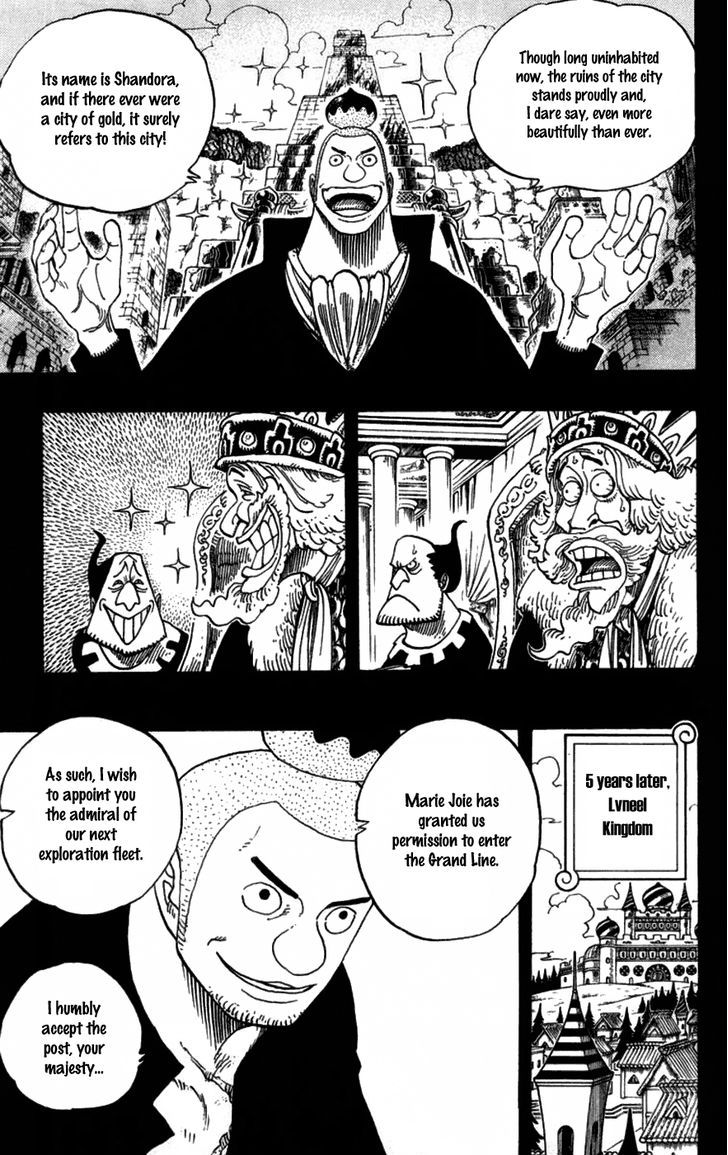 Though long uninhabited
now, the ruins of the city
stands proudly and,
I dare say, even more
beautifully than ever.
Its name is Shandora,
and if there ever were
a city of gold, it surely
refers to this city!
5 years later,
Lvneel
Kingdom
Marie Joie has
granted us
permission to enter
the Grand Line.
As such, I wish
to appoint you
the admiral of
our next
exploration fleet.
I humbly
accept the
post, your
majesty...